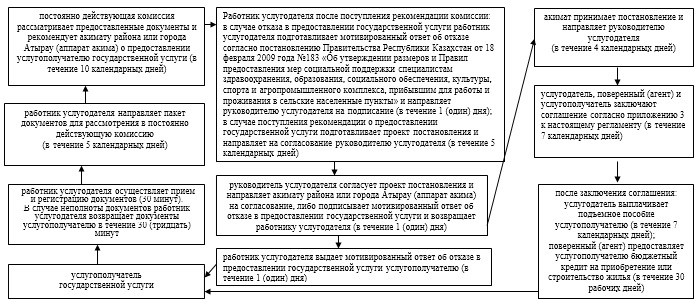 постоянно действующая комиссия
рассматривает предоставленные документы и
рекомендует акимату района или города
Атырау (аппарат акима) о предоставлении
услугополучателю государственной услуги (в
течение 10 календарных дней)
работник услугодателя направляет пакет
документов для рассмотрения в постоянно
действующую комиссию
(в течение 5 календарных дней)
работник услугодателя осуществляет прием
и регистрацию документов (30 минут).
В случае неполноты документов работник
услугодателя возвращает документы
услугополучателю в течение 30 (тридцать)
минут
услугополучатель
государственной услуги
Работник услугодателя после поступления рекомендации комиссии:
в случае отказа в предоставлении государственной услуги работник
услугодателя подготавливает мотивированный ответ об отказе
согласно постановлению Правительства Республики Казахстан от 18
февраля 2009 года №183 «Об утверждении размеров и Правил
предоставления мер социальной поддержки специалистам
здравоохранения, образования, социального обеспечения, культуры,
спорта и агропромышленного комплекса, прибывшим для работы и
проживания в сельские населенные пункты» и направляет
руководителю услугодателя на подписание (в течение 1 (один) дня);
в случае поступления рекомендации о предоставлении
государственной услуги подготавливает проект постановления и
направляет на согласование руководителю услугодателя (в течение 5
календарных дней)
руководитель услугодателя согласует проект постановления и
направляет акимату района или города Атырау (аппарат акима)
на согласование, либо подписывает мотивированный ответ об
отказе в предоставлении государственной услуги и возвращает
работнику услугодателя (в течение 1 (один) дня)
работник услугодателя выдает мотивированный ответ об отказе в
предоставлении государственной услуги услугополучателю (в
течение 1 (один) дня)
акимат принимает постановление и
направляет руководителю
услугодателя
(в течение 4 календарных дней)
услугодатель, поверенный (агент) и
услугополучатель заключают
соглашение согласно приложению 3
к настоящему регламенту (в течение
7 календарных дней)
после заключения соглашения:
услугодатель выплачивает
подъемное пособие
услугополучателю (в течение 7
календарных дней);
поверенный (агент) предоставляет
услугополучателю бюджетный
кредит на приобретение или
строительство жилья (в течение 30
рабочих дней)